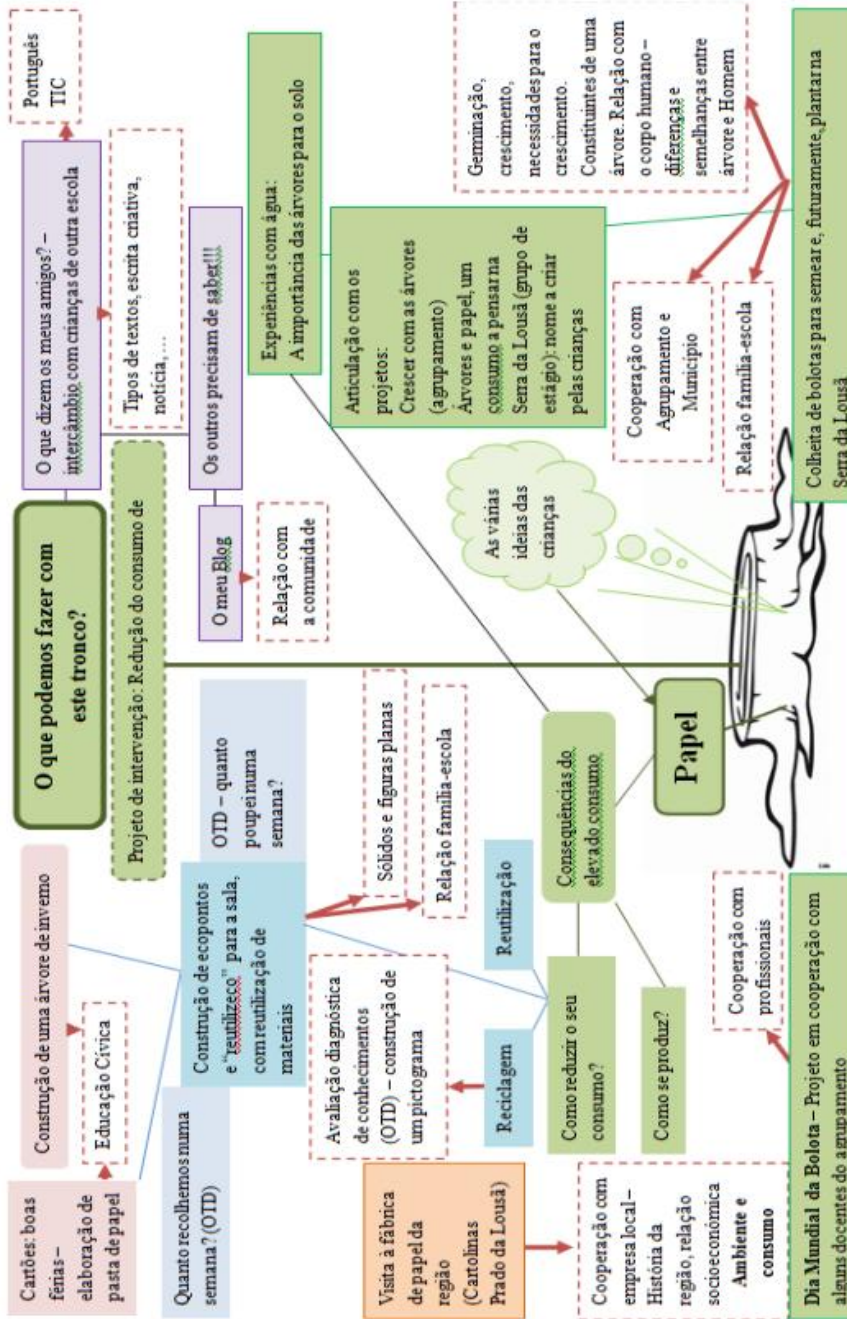 O que podemos fazer com
este tronco?
Projeto de intervenção: Redução do consumo de
O que dizem os meus amigos? –
intercâmbio com crianças de outra escola
Português
TIC
Tipos de textos, escrita criativa,
notícia, …
Os outros precisam de saber!!!
O meu Blog
Relação com
a comunidade
Construção de uma árvore de inverno
Cartões: boas
férias –
elaboração de
pasta de papel
Educação Cívica
Quanto recolhemos numa
semana? (OTD)
Construção de ecopontos
e “reutilizeco” para a sala,
com reutilização de
materiais
OTD – quanto
poupei numa
semana?
Sólidos e figuras planas
Relação família-escola
Avaliação diagnóstica
de conhecimentos
(OTD) – construção de
um pictograma
Reciclagem
Reutilização
Experiências com água:
A importância das árvores para o solo
Articulação com os
projetos:
Crescer com as árvores
(agrupamento)
Árvores e papel, um
consumo a pensar na
Serra da Lousã (grupo de
estágio): nome a criar
pelas crianças
As várias
ideias das
crianças
Germinação,
crescimento,
necessidades para o
crescimento.
Constituintes de uma
árvore. Relação com
o corpo humano –
diferenças e
semelhanças entre
árvore e Homem
Cooperação com
Agrupamento e
Município
Relação família-escola
Visita à fábrica
de papel da
região
(Cartolinas
Prado da Lousã)
Como reduzir o seu
consumo?
Como se produz?
Consequências do
elevado consumo
Papel
Cooperação com
empresa local –
História da
região, relação
socioeconómica
Ambiente e
consumo
Cooperação com
profissionais
Dia Mundial da Bolota – Projeto em cooperação com
alguns docentes do agrupamento
Colheita de bolotas para semear e, futuramente, plantar na
Serra da Lousã